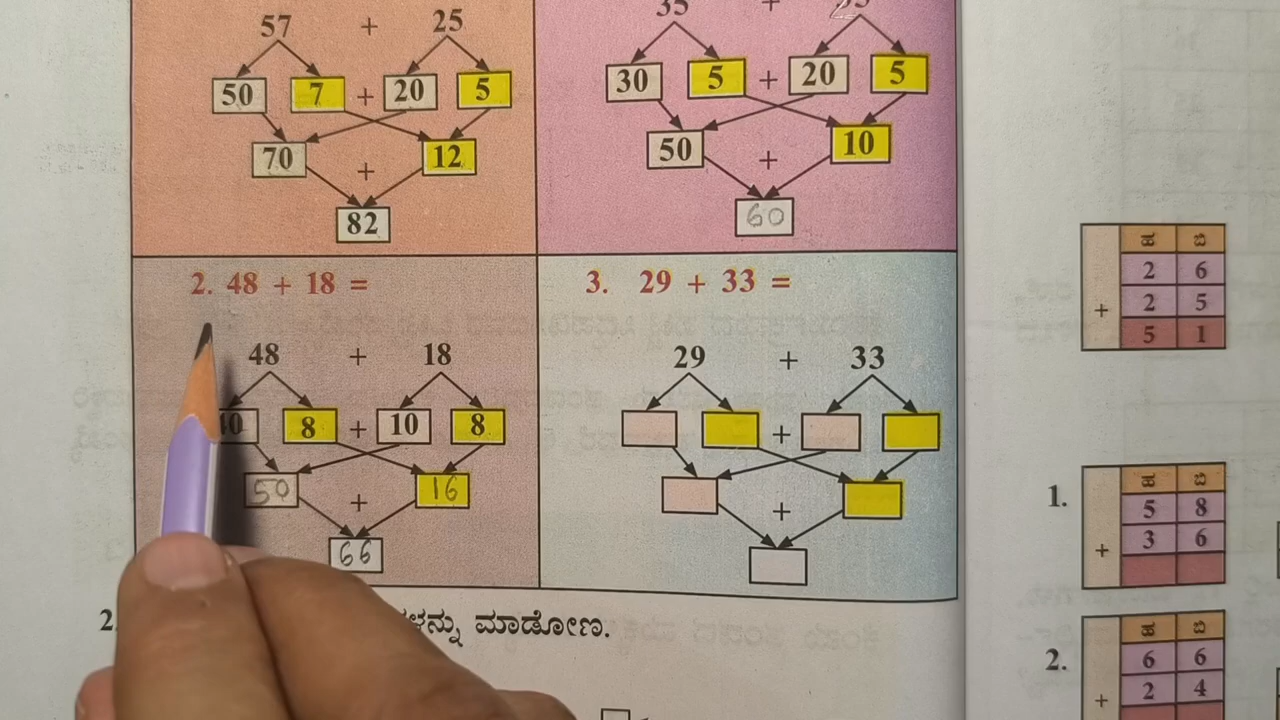 57 + 25
50 7 + 20 5
70 + 12
82
35 + 25
30 5 + 20 5
50 + 10
60
2. 48 + 18 =
48 + 18
40 8 + 10 8
50 + 16
66
3. 29 + 33 =
29 + 33
+
+
2.
ಮಾಡೋಣ.
ಹ ಬಿ
2 6
+ 2 5
5 1
1.
ಹ ಬಿ
5 8
+ 3 6
2.
ಹ ಬಿ
6 6
+ 2 4